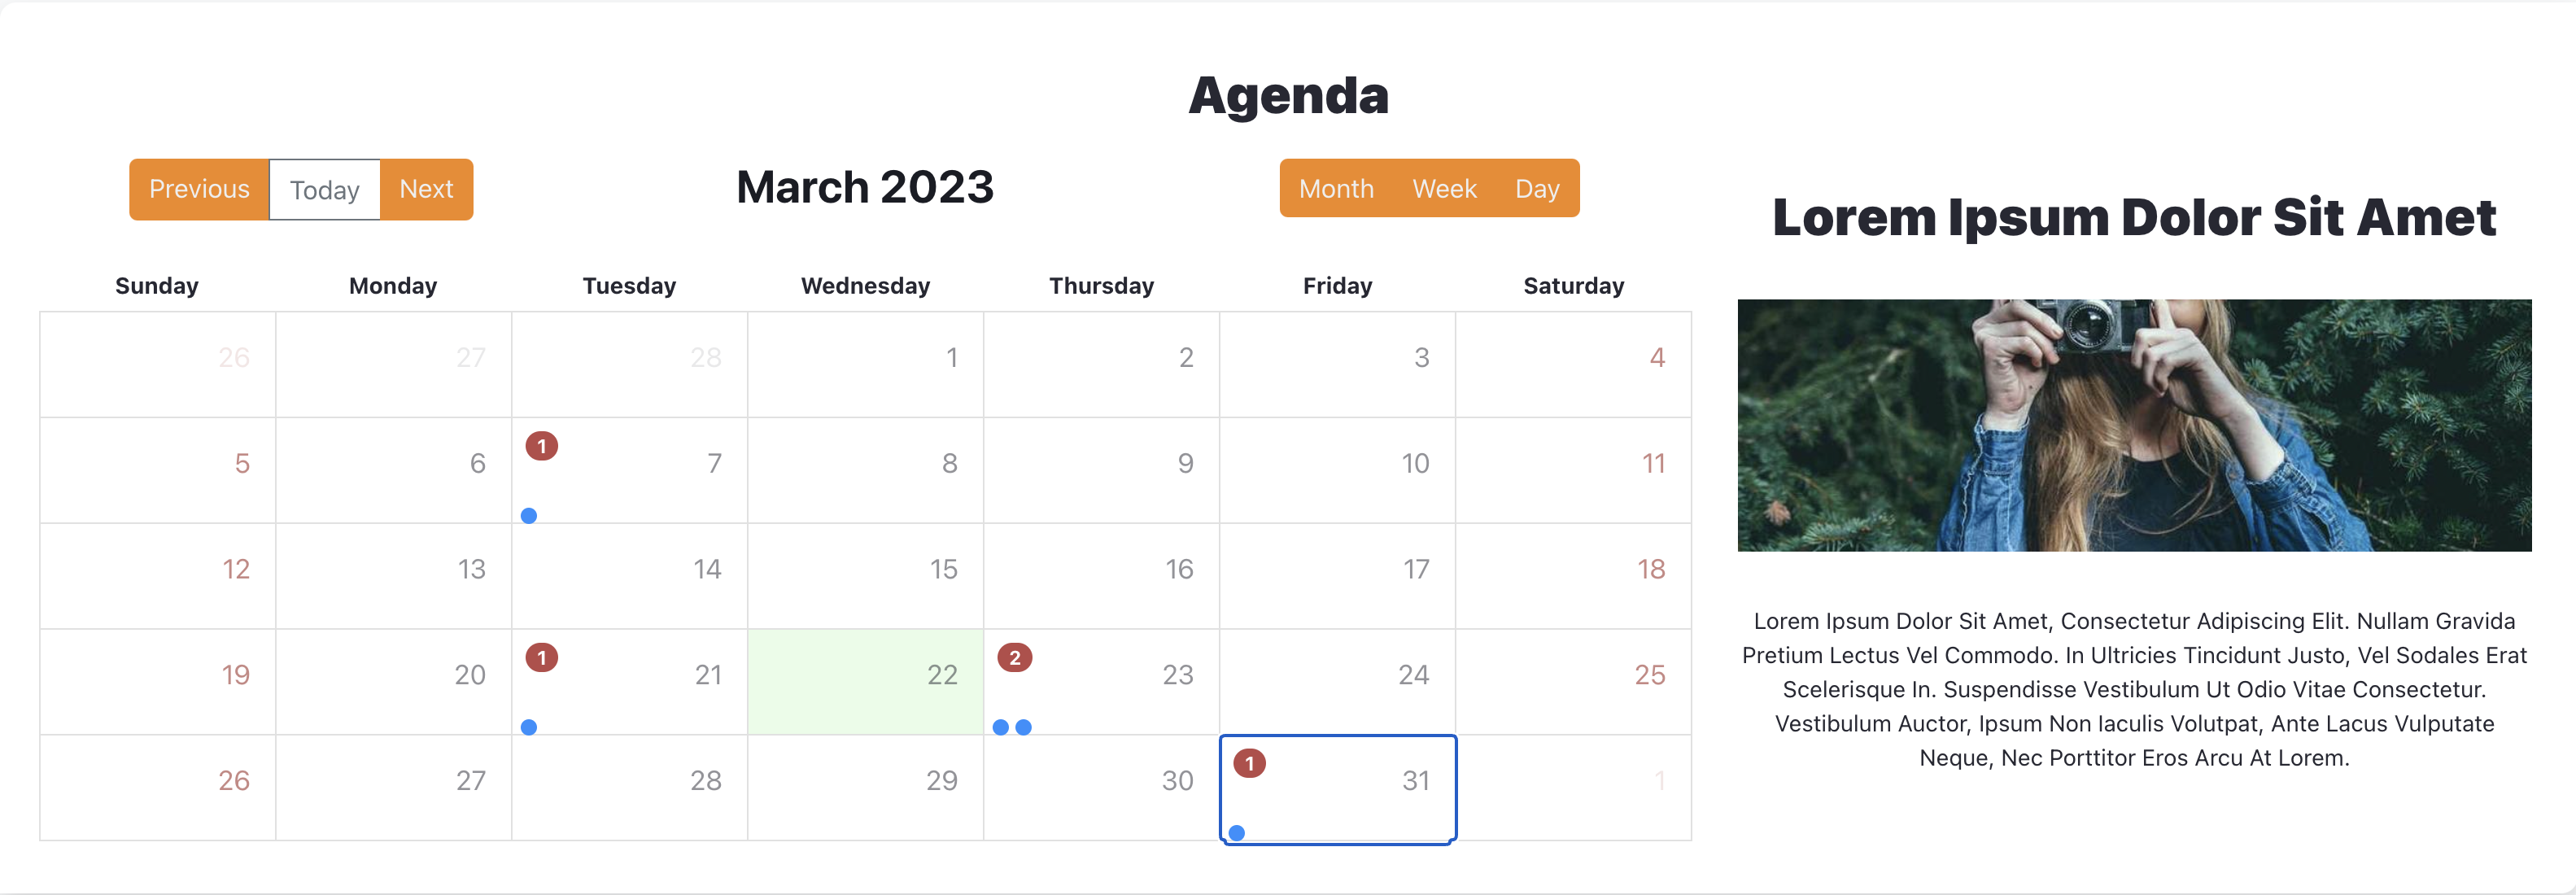 Agenda
Previous Today Next
March 2023
Month Week Day
Sunday Monday Tuesday Wednesday Thursday Friday Saturday
26 27 28 1 2 3 4
5 6 1 7 8 9 10 11
12 13 14 15 16 17 18
19 20 1 21 22 2 23 24 25
26 27 28 29 30 1 31 1
Lorem Ipsum Dolor Sit Amet
Lorem Ipsum Dolor Sit Amet, Consectetur Adipiscing Elit. Nullam Gravida
Pretium Lectus Vel Commodo. In Ultricies Tincidunt Justo, Vel Sodales Erat
Scelerisque In. Suspendisse Vestibulum Ut Odio Vitae Consectetur.
Vestibulum Auctor, Ipsum Non Iaculis Volutpat, Ante Lacus Vulputate
Neque, Nec Porttitor Eros Arcu At Lorem.